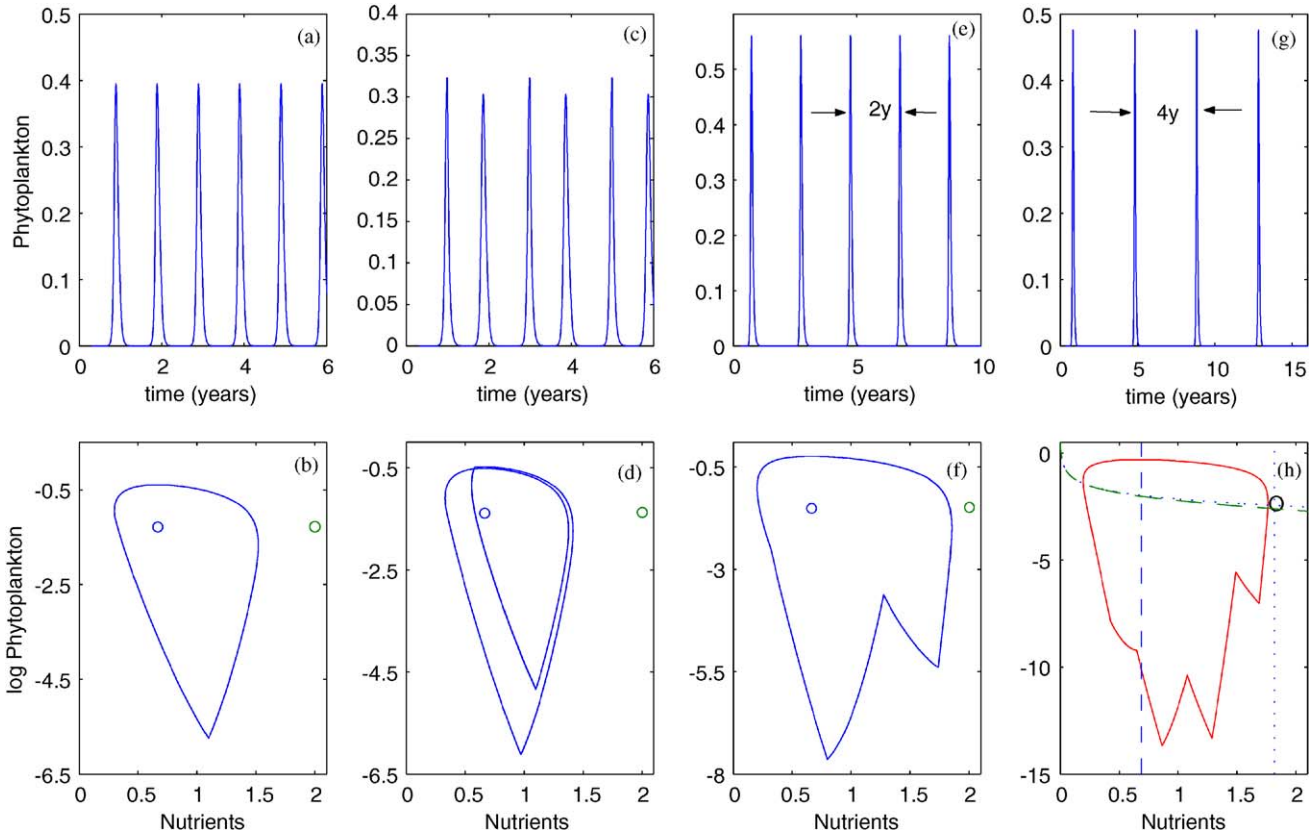 0.5
(a)
0.4
0.3
0.2
0.1
0
Phytoplankton
0 2 4 6
time (years)
0.4
(c)
0.35
0.3
0.25
0.2
0.15
0.1
0.05
0
0 2 4 6
time (years)
(e)
0.5
0.4
0.3
0.2
0.1
0
2y
0 5 10
time (years)
0.5
(g)
0.4
0.3
0.2
0.1
0
4y
0 5 10 15
time (years)
(b)
-0.5
-2.5
-4.5
-6.5
log Phytoplankton
0 0.5 1 1.5 2
Nutrients
(d)
-0.5
-2.5
-4.5
-6.5
0 0.5 1 1.5 2
Nutrients
(f)
-0.5
-3
-5.5
-8
0 0.5 1 1.5 2
Nutrients
(h)
0
-5
-10
-15
0 0.5 1 1.5 2
Nutrients